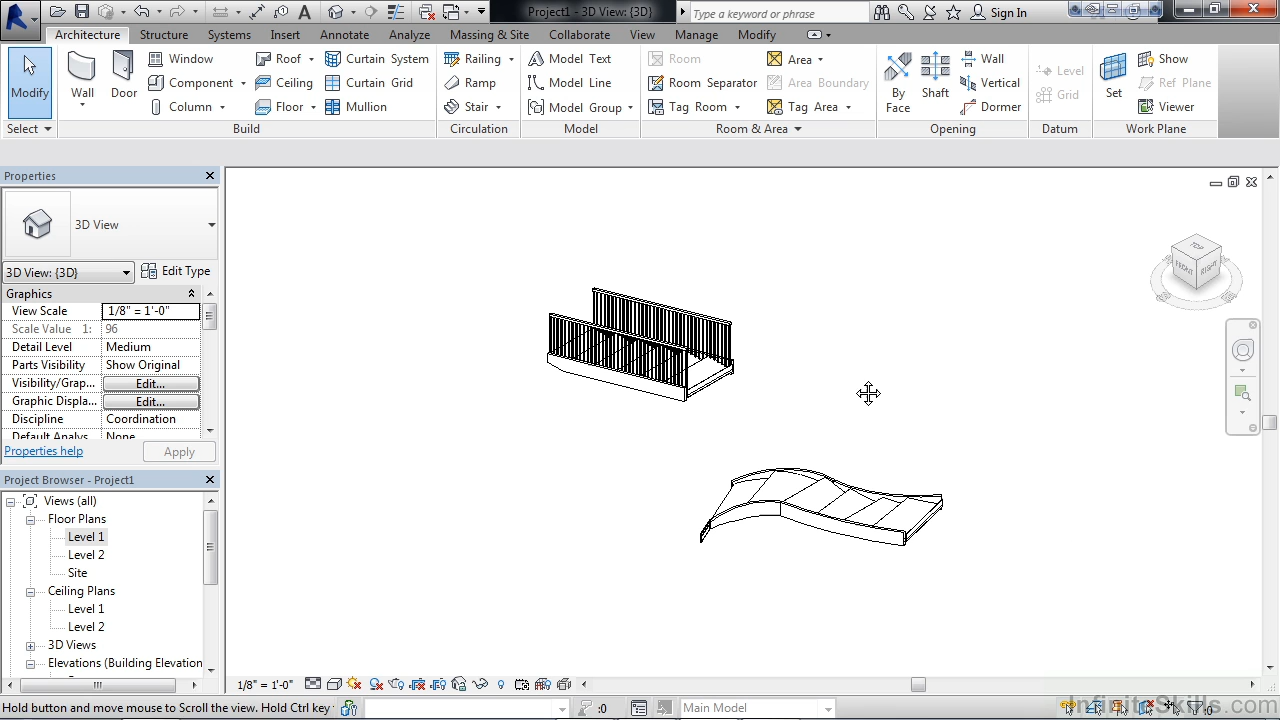 Project1 - 3D View: {3D}
Type a keyword or phrase
Sign In
Architecture Structure Systems Insert Annotate Analyze Massing & Site Collaborate View Manage Modify
Modify
Wall
Door
Window
Component
Column
Roof
Ceiling
Floor
Curtain System
Curtain Grid
Mullion
Railing
Ramp
Stair
Model Text
Model Line
Model Group
Room
Room Separator
Tag Room
Area
Area Boundary
Tag Area
By Face
Shaft
Wall
Vertical
Dormer
Level
Grid
Set
Show
Ref Plane
Viewer
Select Build Circulation Model Room & Area Opening Datum Work Plane
Properties
3D View
3D View: {3D} Edit Type
Graphics
View Scale 1/8" = 1'-0"
Scale Value 1: 96
Detail Level Medium
Parts Visibility Show Original
Visibility/Grap... Edit...
Graphic Displa... Edit...
Discipline Coordination
Default Analys... None
Properties help Apply
Project Browser - Project1
Views (all)
Floor Plans
Level 1
Level 2
Site
Ceiling Plans
Level 1
Level 2
3D Views
Elevations (Building Elevation
TOP
FRONT
RIGHT
1/8" = 1'-0"
Hold button and move mouse to Scroll the view. Hold Ctrl key
:0
Main Model
InfiniteSkills.com